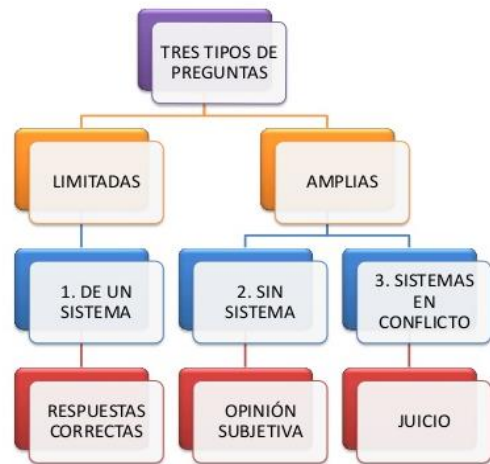 TRES TIPOS DE
PREGUNTAS
LIMITADAS
AMPLIAS
1. DE UN
SISTEMA
2. SIN
SISTEMA
3. SISTEMAS
EN
CONFLICTO
RESPUESTAS
CORRECTAS
OPINIÓN
SUBJETIVA
JUICIO